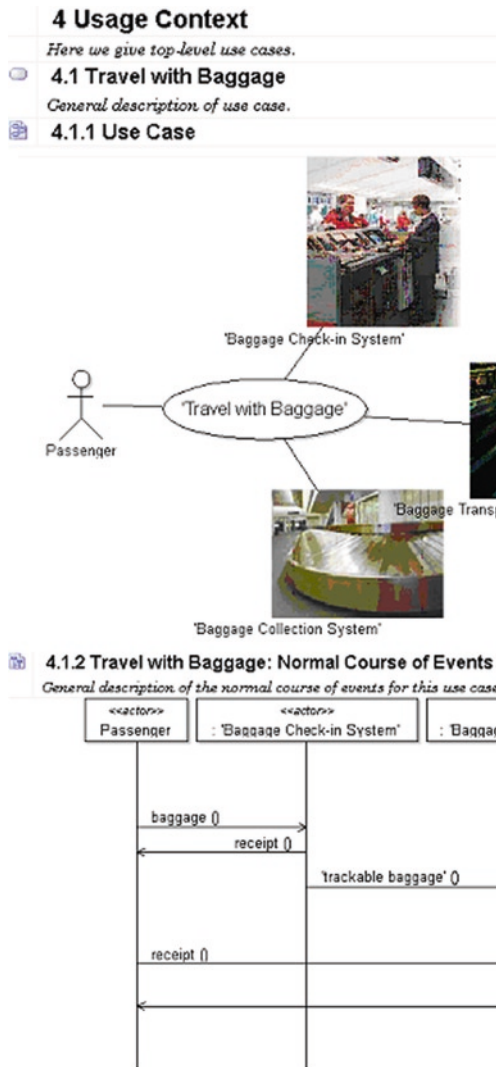 4 Usage Context
Here we give top-level use cases.
4.1 Travel with Baggage
General description of use case.
4.1.1 Use Case
'Baggage Check-in System'
'Travel with Baggage'
Passenger
'Baggage Transp
'Baggage Collection System'
4.1.2 Travel with Baggage: Normal Course of Events
General description of the normal course of events for this use case
<<actor>>
Passenger
<<actor>>
: 'Baggage Check-in System'
: 'Bagga
baggage ()
receipt ()
'trackable baggage' ()
receipt ()